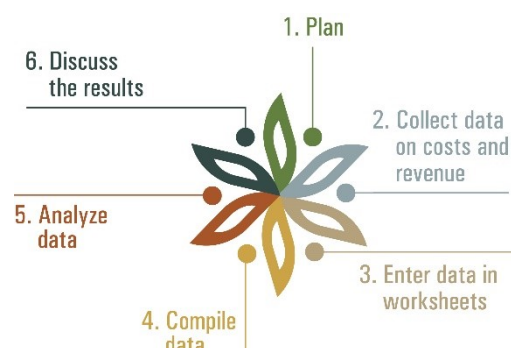 1. Plan
2. Collect data
on costs and
revenue
3. Enter data in
worksheets
4. Compile
data
5. Analyze
data
6. Discuss
the results